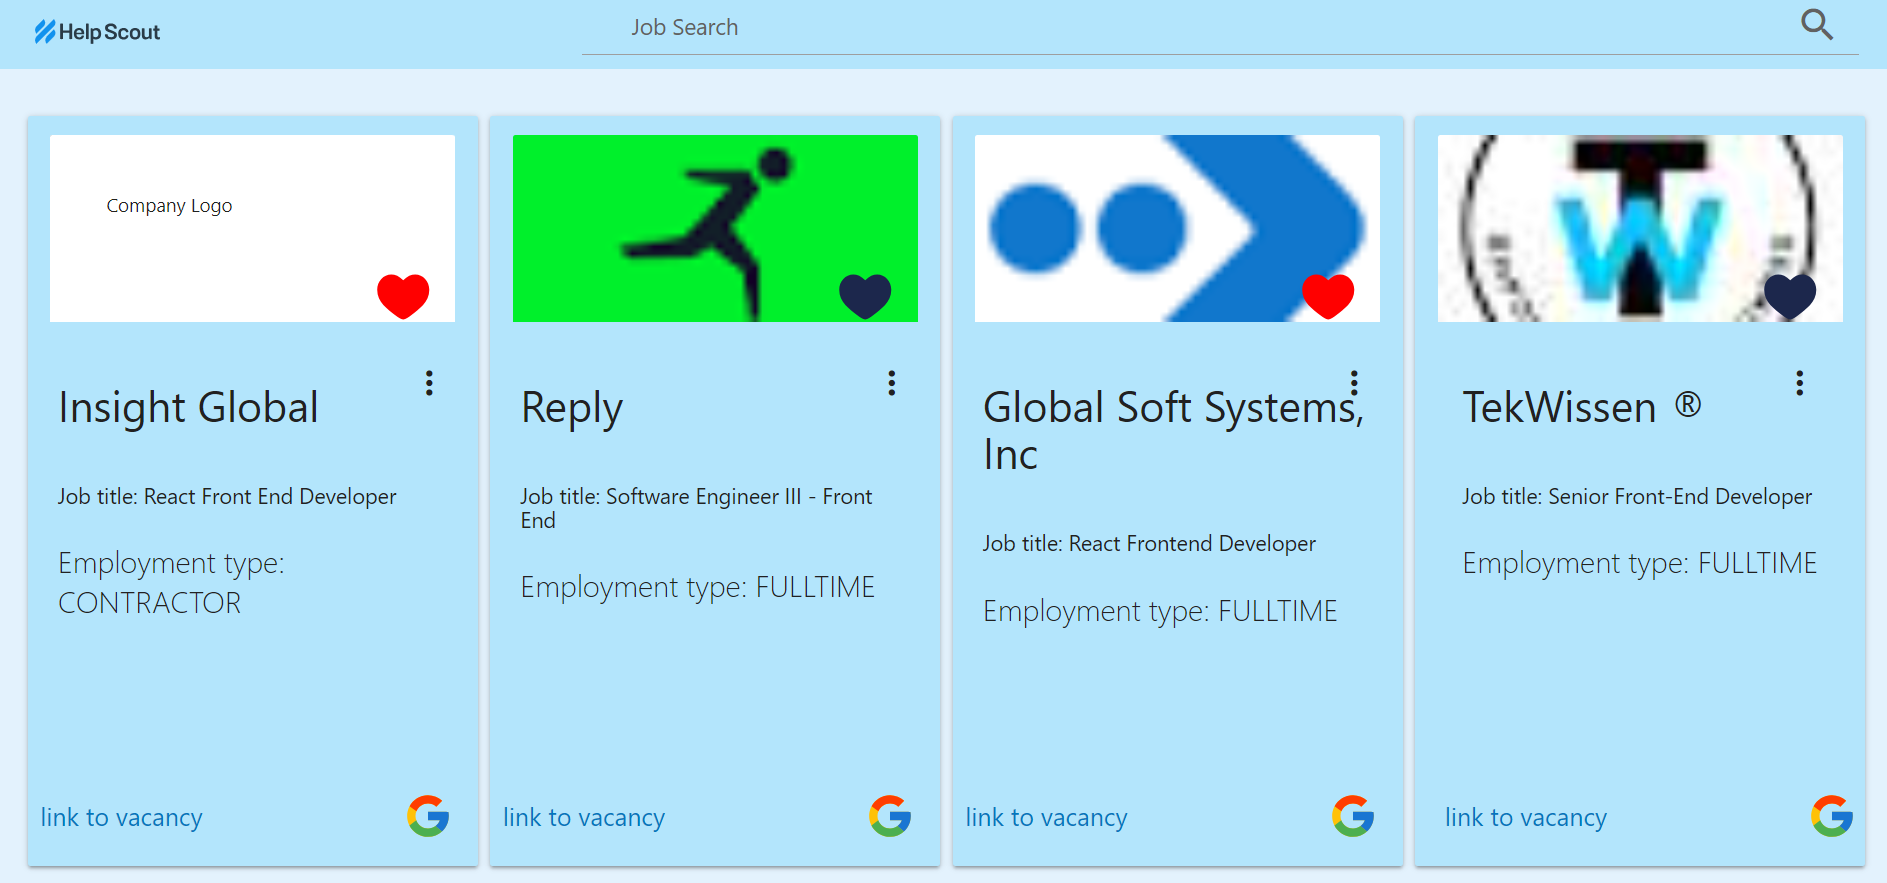 Help Scout
Job Search
Company Logo
Insight Global
Job title: React Front End Developer
Employment type:
CONTRACTOR
link to vacancy
Reply
Job title: Software Engineer III - Front
End
Employment type: FULLTIME
link to vacancy
Global Soft Systems,
Inc
Job title: React Frontend Developer
Employment type: FULLTIME
link to vacancy
TW
TekWissen ®
Job title: Senior Front-End Developer
Employment type: FULLTIME
link to vacancy